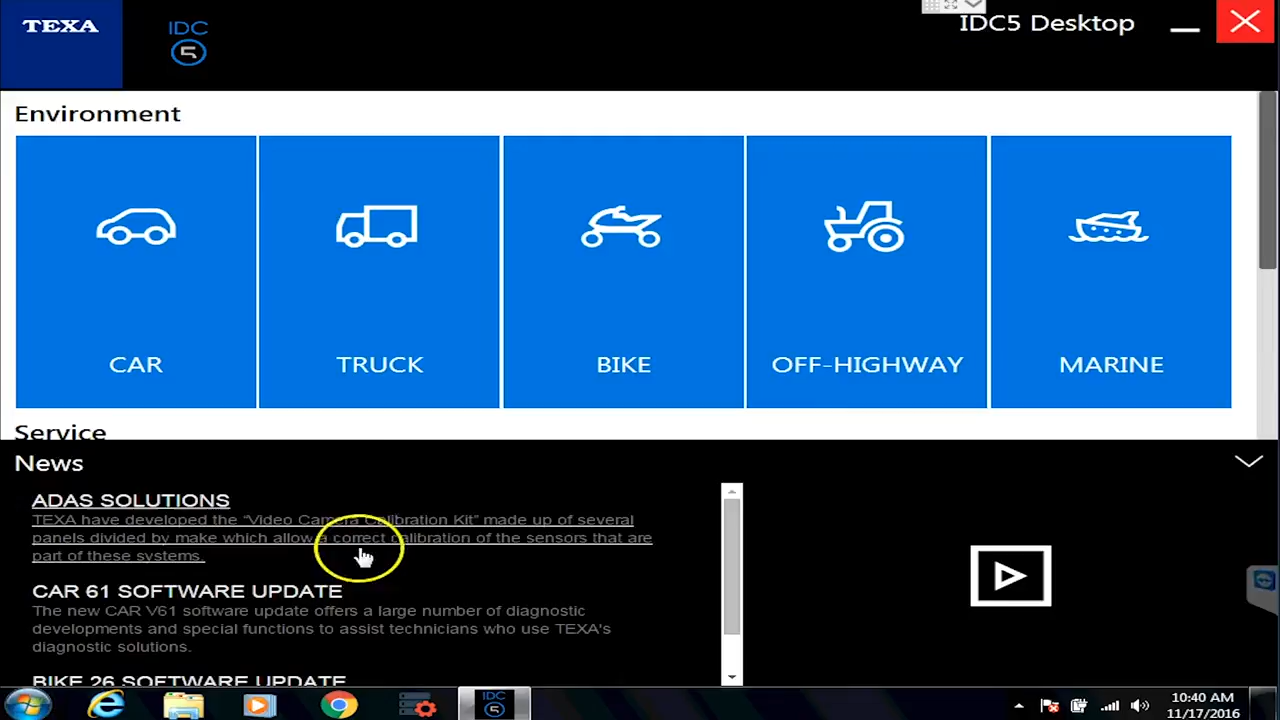 TEXA
IDC
5
IDC5 Desktop
Environment
CAR
TRUCK
BIKE
OFF-HIGHWAY
MARINE
Service
News
ADAS SOLUTIONS
TEXA have developed the “Video Camera Calibration Kit” made up of several
panels divided by make which allow a correct calibration of the sensors that are
part of these systems.
CAR 61 SOFTWARE UPDATE
The new CAR V61 software update offers a large number of diagnostic
developments and special functions to assist technicians who use TEXA's
diagnostic solutions.
BIKE 26 SOFTWARE UPDATE
IDC
5
10:40 AM
11/17/2016